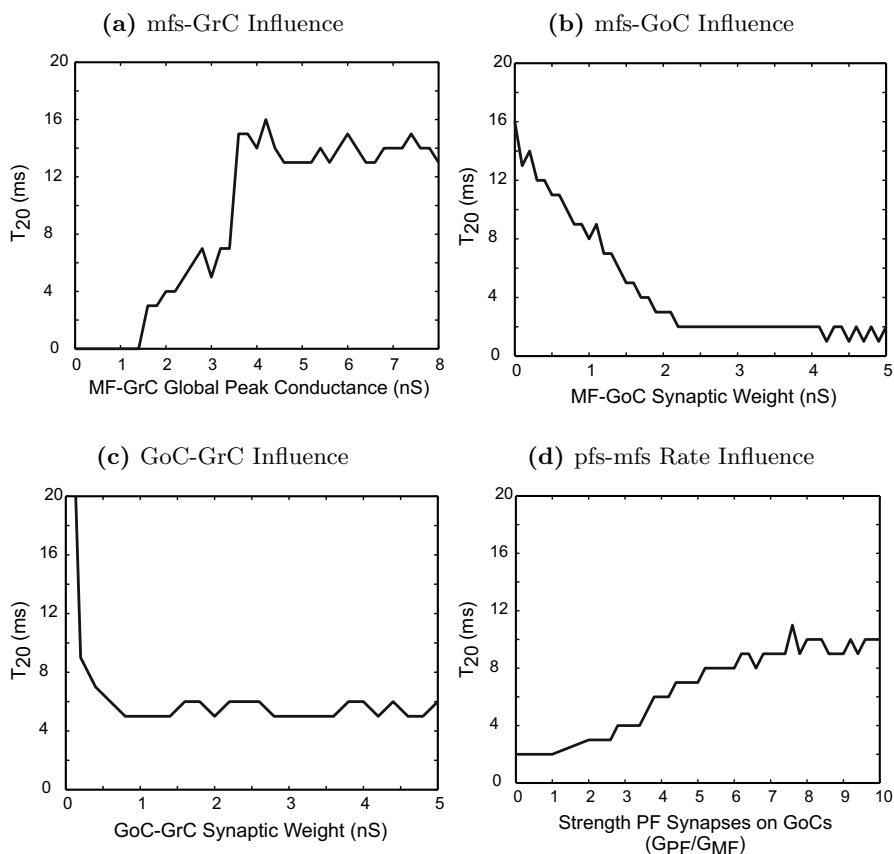 (a) mfs-GrC Influence
20
16
12
8
4
0
T20 (ms)
0 1 2 3 4 5 6 7 8
MF-GrC Global Peak Conductance (nS)
(b) mfs-GoC Influence
20
16
12
8
4
0
T20 (ms)
0 1 2 3 4 5
MF-GoC Synaptic Weight (nS)
(c) GoC-GrC Influence
20
16
12
8
4
0
T20 (ms)
0 1 2 3 4 5
GoC-GrC Synaptic Weight (nS)
(d) pfs-mfs Rate Influence
20
16
12
8
4
0
T20 (ms)
0 1 2 3 4 5 6 7 8 9 10
Strength PF Synapses on GoCs
(GPF/GMF)